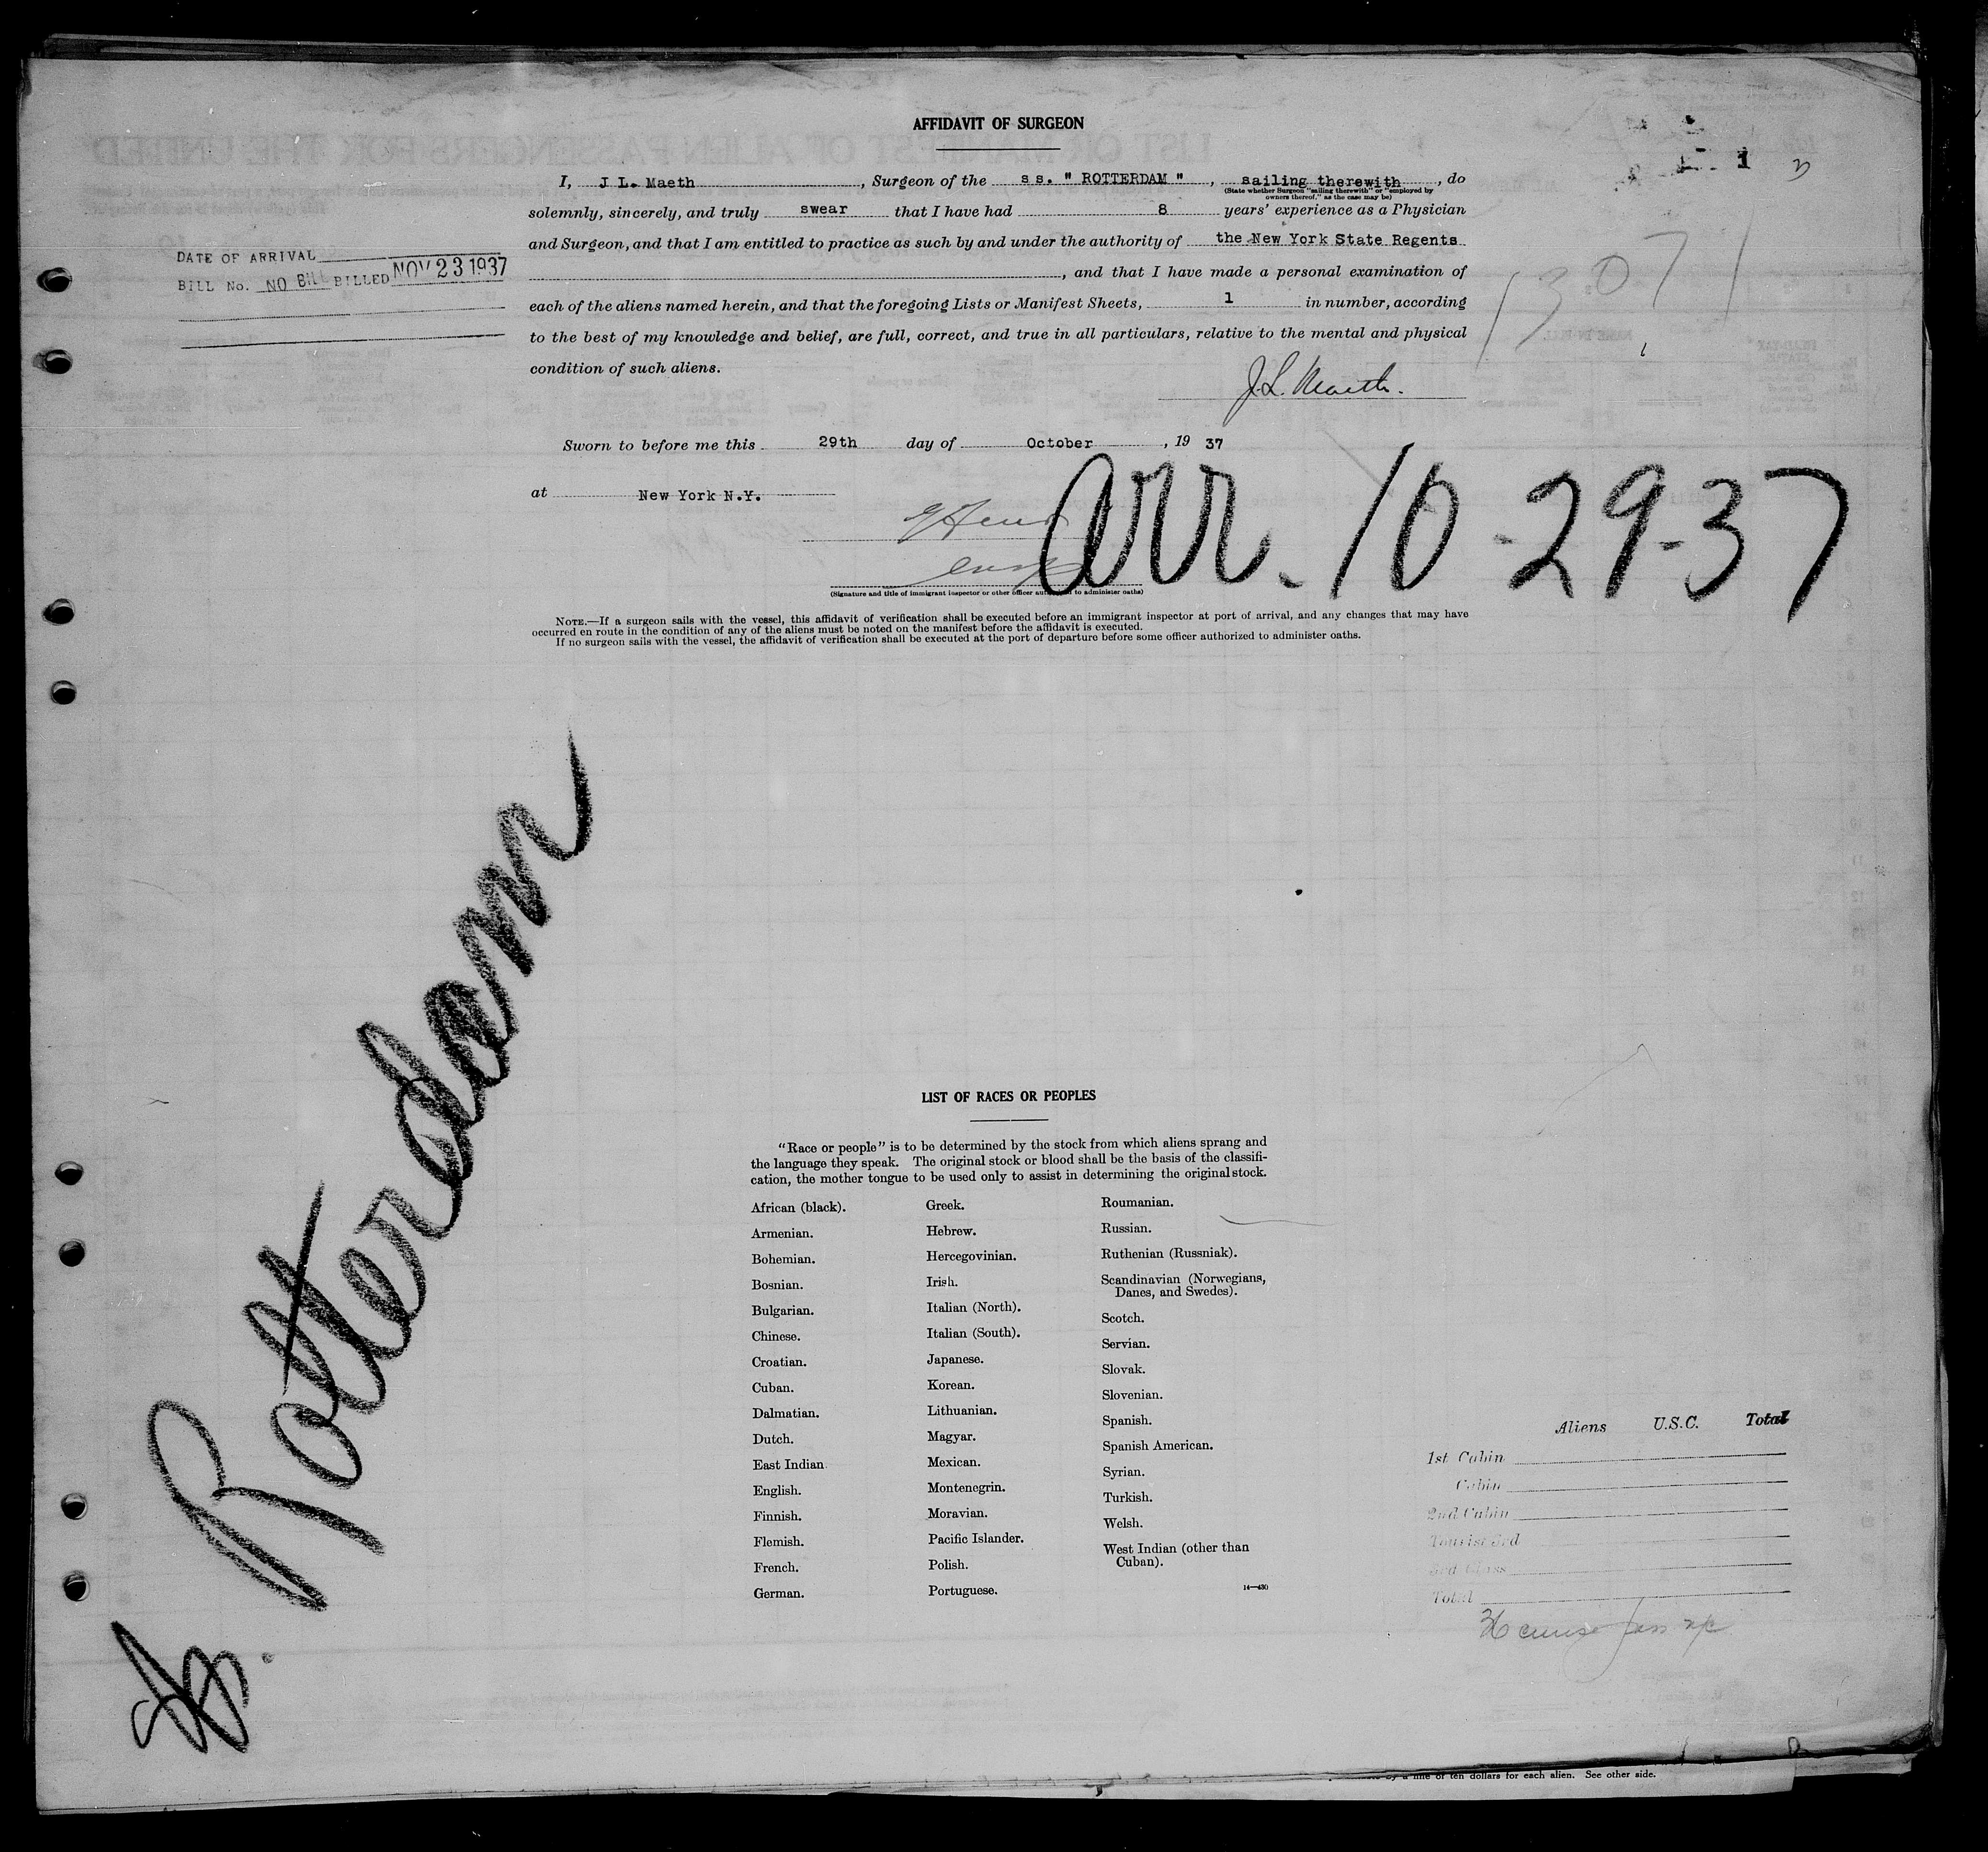 AFFIDAVIT OF SURGEON
1
I, J L. Maeth, Surgeon of the s s. " ROTTERDAM ", sailing therewith, do
(State whether Surgeon "sailing therewith" or "employed by
owners thereof," as the case may be)
solemnly, sincerely, and truly swear that I have had 8 years' experience as a Physician
and Surgeon, and that I am entitled to practice as such by and under the authority of the New York State Regents
, and that I have made a personal examination of
each of the aliens named herein, and that the foregoing Lists or Manifest Sheets, 1 in number, according
to the best of my knowledge and belief, are full, correct, and true in all particulars, relative to the mental and physical
condition of such aliens.
DATE OF ARRIVAL
BILL No. NO BILL BILLED NOV 23 1937
1307
J.L. Maeth.
Sworn to before me this 29th day of October, 19 37
at New York N.Y.
arr. 10-29-37
(Signature and title of immigrant inspector or other officer authorized to administer oaths)
NOTE.—If a surgeon sails with the vessel, this affidavit of verification shall be executed before an immigrant inspector at port of arrival, and any changes that may have
occurred en route in the condition of any of the aliens must be noted on the manifest before the affidavit is executed.
If no surgeon sails with the vessel, the affidavit of verification shall be executed at the port of departure before some officer authorized to administer oaths.
Rotterdam
LIST OF RACES OR PEOPLES
"Race or people" is to be determined by the stock from which aliens sprang and
the language they speak. The original stock or blood shall be the basis of the classifi-
cation, the mother tongue to be used only to assist in determining the original stock.
African (black).
Armenian.
Bohemian.
Bosnian.
Bulgarian.
Chinese.
Croatian.
Cuban.
Dalmatian.
Dutch.
East Indian
English.
Finnish.
Flemish.
French.
German.
Greek.
Hebrew.
Hercegovinian.
Irish.
Italian (North).
Italian (South).
Japanese.
Korean.
Lithuanian.
Magyar.
Mexican.
Montenegrin.
Moravian.
Pacific Islander.
Polish.
Portuguese.
Roumanian.
Russian.
Ruthenian (Russniak).
Scandinavian (Norwegians,
Danes, and Swedes).
Scotch.
Servian.
Slovak.
Slovenian.
Spanish.
Spanish American.
Syrian.
Turkish.
Welsh.
West Indian (other than
Cuban).
14—430
Aliens U.S.C. Total
1st Cabin
Cabin
2nd Cabin
Tourist 3rd
3rd Class
Total
by a fine of ten dollars for each alien. See other side.